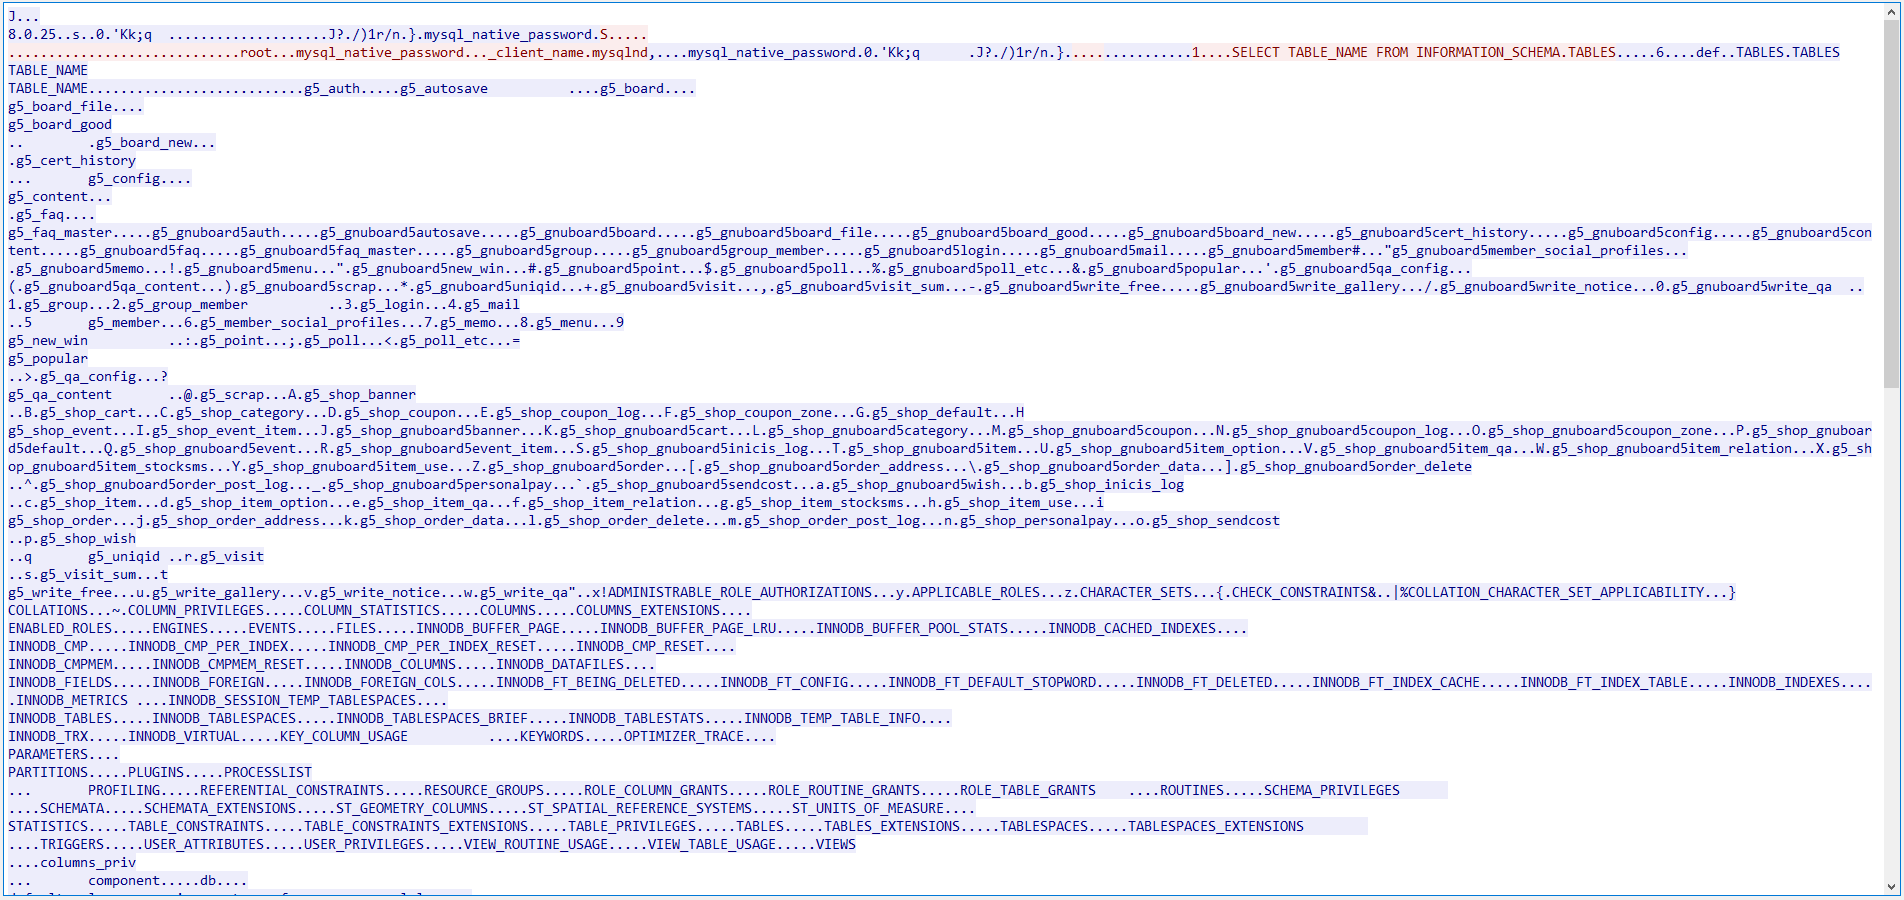 J...
8.0.25..s..0.'Kk;q  ....................J?./)1r/n.}.mysql_native_password.S.....
.............................root...mysql_native_password..._client_name.mysqlnd,....mysql_native_password.0.'Kk;q      .J?./)1r/n.}................1....SELECT TABLE_NAME FROM INFORMATION_SCHEMA.TABLES.....6....def..TABLES.TABLES
TABLE_NAME
TABLE_NAME...........................g5_auth.....g5_autosave          ....g5_board....
g5_board_file....
g5_board_good
..        .g5_board_new...
.g5_cert_history
...       g5_config....
g5_content...
.g5_faq....
g5_faq_master.....g5_gnuboard5auth.....g5_gnuboard5autosave.....g5_gnuboard5board.....g5_gnuboard5board_file.....g5_gnuboard5board_good.....g5_gnuboard5board_new.....g5_gnuboard5cert_history.....g5_gnuboard5config.....g5_gnuboard5con
tent.....g5_gnuboard5faq.....g5_gnuboard5faq_master.....g5_gnuboard5group.....g5_gnuboard5group_member.....g5_gnuboard5login.....g5_gnuboard5mail.....g5_gnuboard5member#..."g5_gnuboard5member_social_profiles...
.g5_gnuboard5memo...!.g5_gnuboard5menu...".g5_gnuboard5new_win...#.g5_gnuboard5point...$.g5_gnuboard5poll...%.g5_gnuboard5poll_etc...&.g5_gnuboard5popular...'.g5_gnuboard5qa_config...
(.g5_gnuboard5qa_content...).g5_gnuboard5scrap...*.g5_gnuboard5uniqid...+.g5_gnuboard5visit...,.g5_gnuboard5visit_sum...-.g5_gnuboard5write_free.....g5_gnuboard5write_gallery.../.g5_gnuboard5write_notice...0.g5_gnuboard5write_qa  ..
1.g5_group...2.g5_group_member          ..3.g5_login...4.g5_mail
..5       g5_member...6.g5_member_social_profiles...7.g5_memo...8.g5_menu...9
g5_new_win          ..:.g5_point...;.g5_poll...<.g5_poll_etc...=
g5_popular
..>.g5_qa_config...?
g5_qa_content       ..@.g5_scrap...A.g5_shop_banner
..B.g5_shop_cart...C.g5_shop_category...D.g5_shop_coupon...E.g5_shop_coupon_log...F.g5_shop_coupon_zone...G.g5_shop_default...H
g5_shop_event...I.g5_shop_event_item...J.g5_shop_gnuboard5banner...K.g5_shop_gnuboard5cart...L.g5_shop_gnuboard5category...M.g5_shop_gnuboard5coupon...N.g5_shop_gnuboard5coupon_log...O.g5_shop_gnuboard5coupon_zone...P.g5_shop_gnuboar
d5default...Q.g5_shop_gnuboard5event...R.g5_shop_gnuboard5event_item...S.g5_shop_gnuboard5inicis_log...T.g5_shop_gnuboard5item...U.g5_shop_gnuboard5item_option...V.g5_shop_gnuboard5item_qa...W.g5_shop_gnuboard5item_relation...X.g5_sh
op_gnuboard5item_stocksms...Y.g5_shop_gnuboard5item_use...Z.g5_shop_gnuboard5order...[.g5_shop_gnuboard5order_address...\.g5_shop_gnuboard5order_data...].g5_shop_gnuboard5order_delete
..^.g5_shop_gnuboard5order_post_log..._.g5_shop_gnuboard5personalpay...`.g5_shop_gnuboard5sendcost...a.g5_shop_gnuboard5wish...b.g5_shop_inicis_log
..c.g5_shop_item...d.g5_shop_item_option...e.g5_shop_item_qa...f.g5_shop_item_relation...g.g5_shop_item_stocksms...h.g5_shop_item_use...i
g5_shop_order...j.g5_shop_order_address...k.g5_shop_order_data...l.g5_shop_order_delete...m.g5_shop_order_post_log...n.g5_shop_personalpay...o.g5_shop_sendcost
..p.g5_shop_wish
..q       g5_uniqid ..r.g5_visit
..s.g5_visit_sum...t
g5_write_free...u.g5_write_gallery...v.g5_write_notice...w.g5_write_qa"..x!ADMINISTRABLE_ROLE_AUTHORIZATIONS...y.APPLICABLE_ROLES...z.CHARACTER_SETS...{.CHECK_CONSTRAINTS&..|%COLLATION_CHARACTER_SET_APPLICABILITY...}
COLLATIONS...~.COLUMN_PRIVILEGES.....COLUMN_STATISTICS.....COLUMNS.....COLUMNS_EXTENSIONS....
ENABLED_ROLES.....ENGINES.....EVENTS.....FILES.....INNODB_BUFFER_PAGE.....INNODB_BUFFER_PAGE_LRU.....INNODB_BUFFER_POOL_STATS.....INNODB_CACHED_INDEXES....
INNODB_CMP.....INNODB_CMP_PER_INDEX.....INNODB_CMP_PER_INDEX_RESET.....INNODB_CMP_RESET....
INNODB_CMPMEM.....INNODB_CMPMEM_RESET.....INNODB_COLUMNS.....INNODB_DATAFILES....
INNODB_FIELDS.....INNODB_FOREIGN.....INNODB_FOREIGN_COLS.....INNODB_FT_BEING_DELETED.....INNODB_FT_CONFIG.....INNODB_FT_DEFAULT_STOPWORD.....INNODB_FT_DELETED.....INNODB_FT_INDEX_CACHE.....INNODB_FT_INDEX_TABLE.....INNODB_INDEXES....
.INNODB_METRICS ....INNODB_SESSION_TEMP_TABLESPACES....
INNODB_TABLES.....INNODB_TABLESPACES.....INNODB_TABLESPACES_BRIEF.....INNODB_TABLESTATS.....INNODB_TEMP_TABLE_INFO....
INNODB_TRX.....INNODB_VIRTUAL.....KEY_COLUMN_USAGE          ....KEYWORDS.....OPTIMIZER_TRACE....
PARAMETERS....
PARTITIONS.....PLUGINS.....PROCESSLIST
...       PROFILING.....REFERENTIAL_CONSTRAINTS.....RESOURCE_GROUPS.....ROLE_COLUMN_GRANTS.....ROLE_ROUTINE_GRANTS.....ROLE_TABLE_GRANTS    ....ROUTINES.....SCHEMA_PRIVILEGES
....SCHEMATA.....SCHEMATA_EXTENSIONS.....ST_GEOMETRY_COLUMNS.....ST_SPATIAL_REFERENCE_SYSTEMS.....ST_UNITS_OF_MEASURE....
STATISTICS.....TABLE_CONSTRAINTS.....TABLE_CONSTRAINTS_EXTENSIONS.....TABLE_PRIVILEGES.....TABLES.....TABLES_EXTENSIONS.....TABLESPACES.....TABLESPACES_EXTENSIONS
....TRIGGERS.....USER_ATTRIBUTES.....USER_PRIVILEGES.....VIEW_ROUTINE_USAGE.....VIEW_TABLE_USAGE.....VIEWS
....columns_priv
...       component.....db....